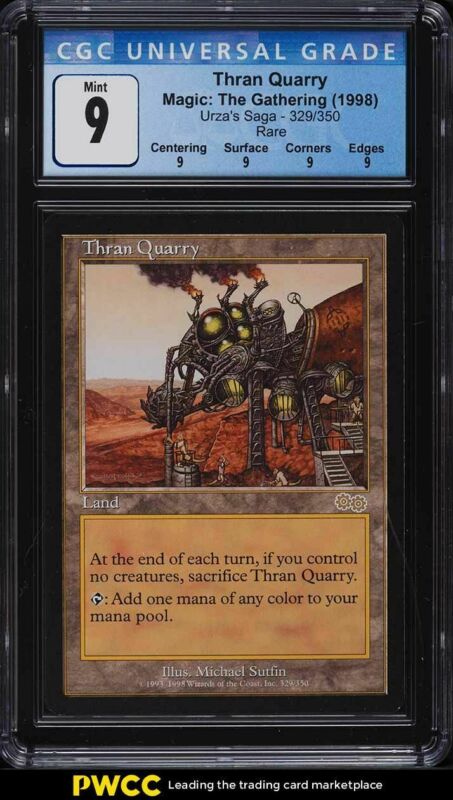 CGC UNIVERSAL GRADE
Mint
9
Thran Quarry
Magic: The Gathering (1998)
Urza's Saga - 329/350
Rare
Centering Surface Corners Edges
9 9 9 9
Thran Quarry
Land
At the end of each turn, if you control
no creatures, sacrifice Thran Quarry.
: Add one mana of any color to your
mana pool.
Illus. Michael Sutfin
© 1993-1998 Wizards of the Coast, Inc. 329/350
PWCC Leading the trading card marketplace